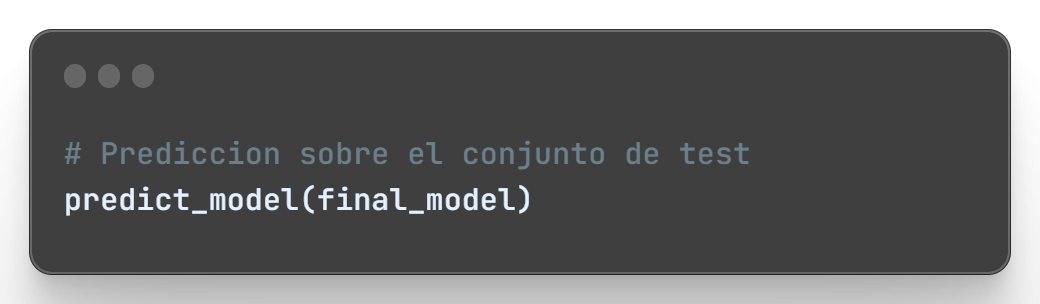 # Prediccion sobre el conjunto de test
predict_model(final_model)